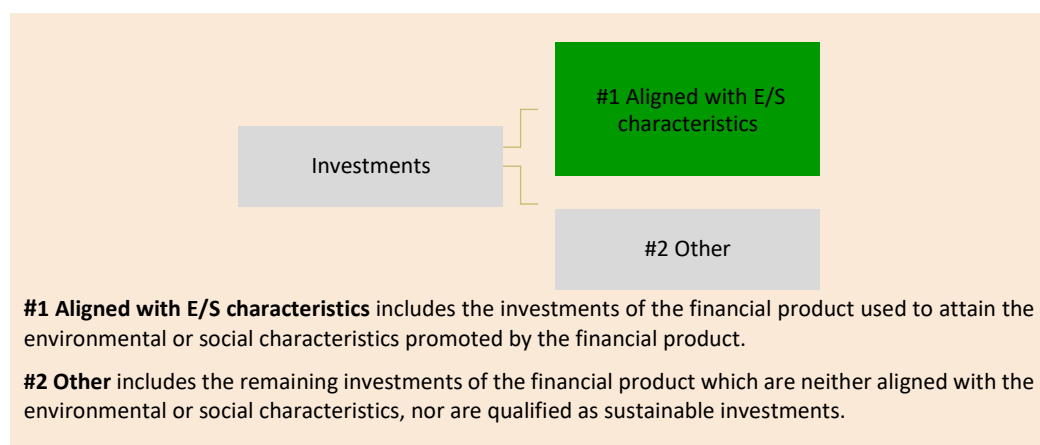 #1 Aligned with E/S
characteristics
Investments
#2 Other
#1 Aligned with E/S characteristics includes the investments of the financial product used to attain the
environmental or social characteristics promoted by the financial product.
#2 Other includes the remaining investments of the financial product which are neither aligned with the
environmental or social characteristics, nor are qualified as sustainable investments.